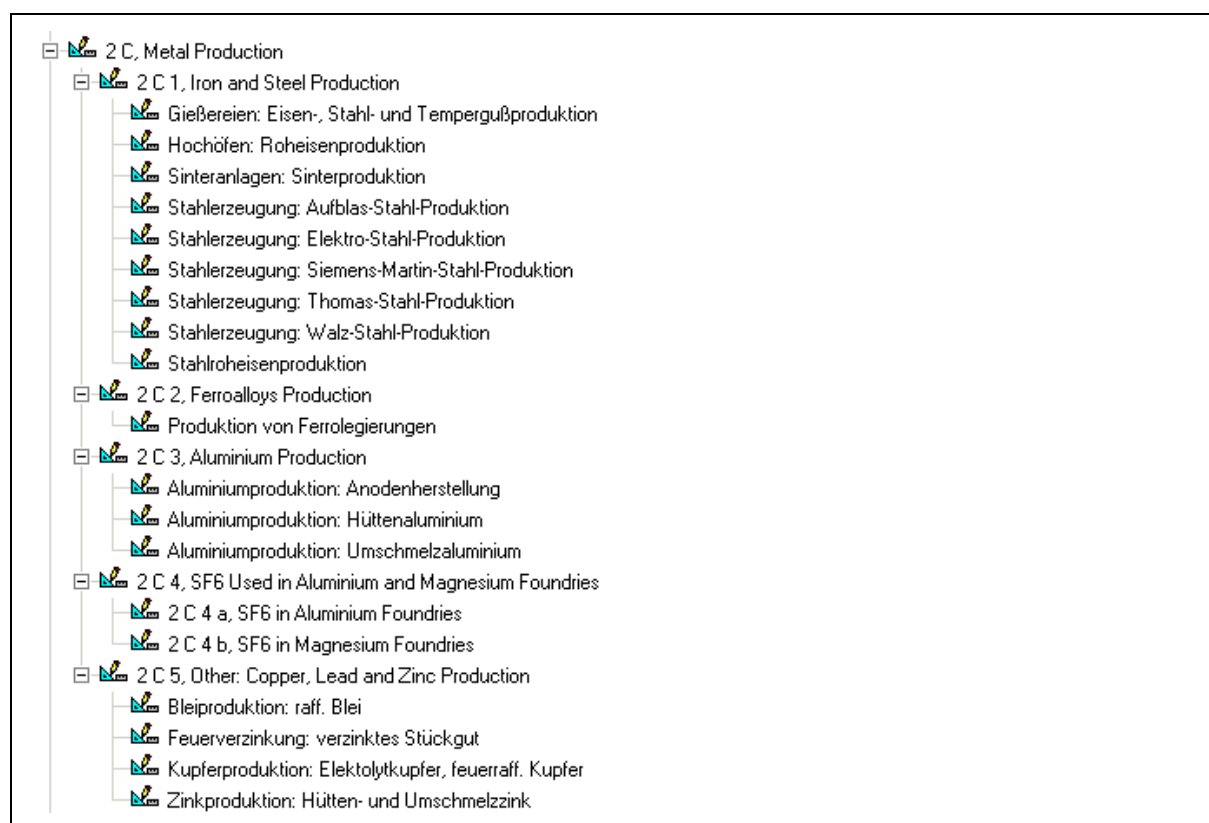 2 C, Metal Production
2 C 1, Iron and Steel Production
Gießereien: Eisen-, Stahl- und Tempergußproduktion
Hochöfen: Roheisenproduktion
Sinteranlagen: Sinterproduktion
Stahlerzeugung: Aufblas-Stahl-Produktion
Stahlerzeugung: Elektro-Stahl-Produktion
Stahlerzeugung: Siemens-Martin-Stahl-Produktion
Stahlerzeugung: Thomas-Stahl-Produktion
Stahlerzeugung: Walz-Stahl-Produktion
Stahlroheisenproduktion
2 C 2, Ferroalloys Production
Produktion von Ferrolegierungen
2 C 3, Aluminium Production
Aluminiumproduktion: Anodenherstellung
Aluminiumproduktion: Hüttenaluminium
Aluminiumproduktion: Umschmelzaluminium
2 C 4, SF6 Used in Aluminium and Magnesium Foundries
2 C 4 a, SF6 in Aluminium Foundries
2 C 4 b, SF6 in Magnesium Foundries
2 C 5, Other: Copper, Lead and Zinc Production
Bleiproduktion: raff. Blei
Feuerverzinkung: verzinktes Stückgut
Kupferproduktion: Elektolytkupfer, feuerraff. Kupfer
Zinkproduktion: Hütten- und Umschmelzzink